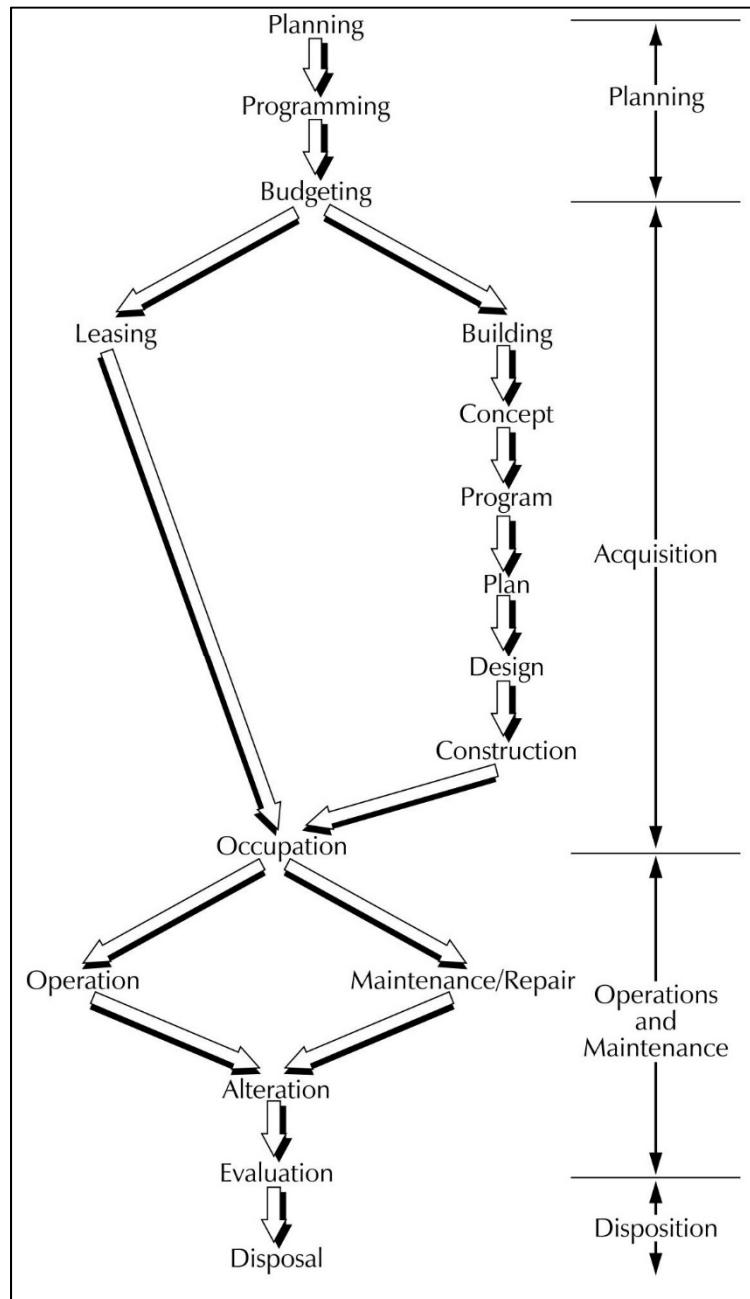 Planning
Programming
Planning
Budgeting
Leasing
Building
Concept
Program
Acquisition
Plan
Design
Construction
Occupation
Operation
Maintenance/Repair
Operations
and
Maintenance
Alteration
Evaluation
Disposition
Disposal